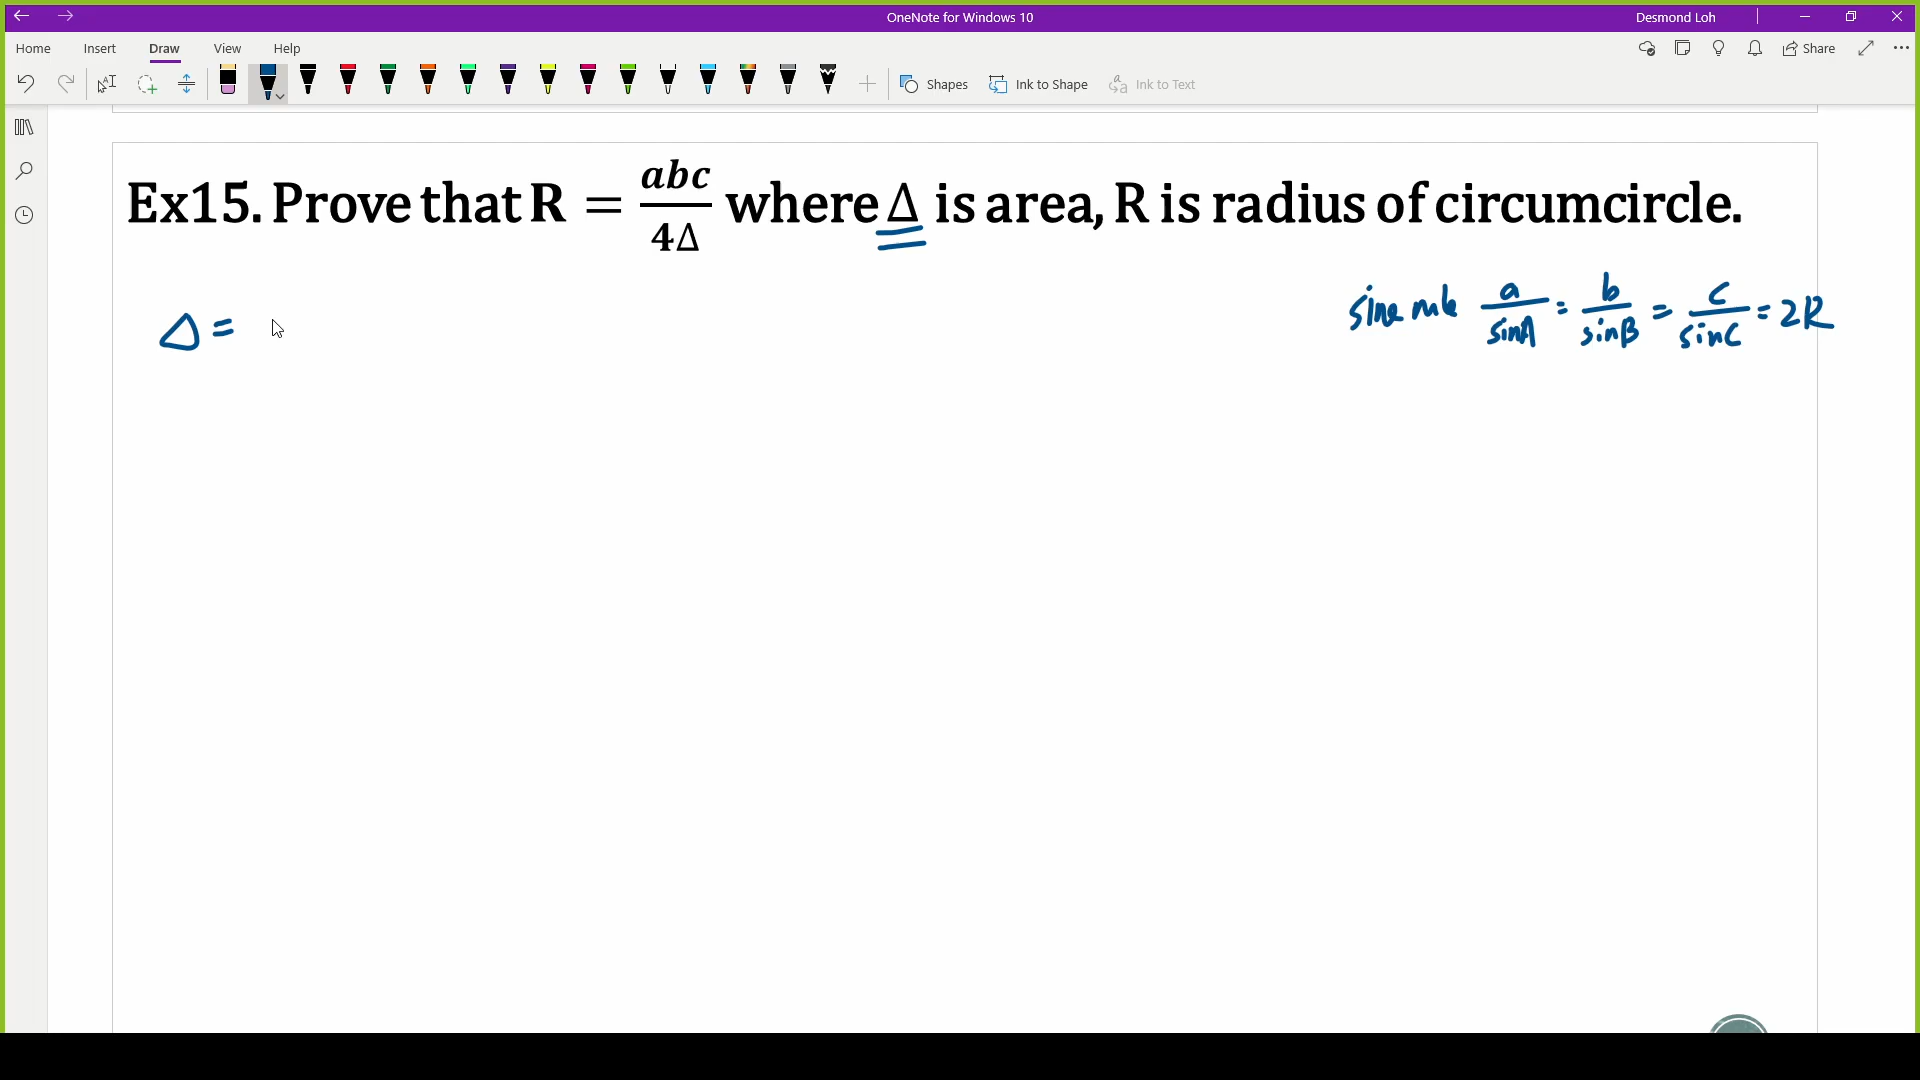 OneNote for Windows 10
Desmond Loh
Home Insert Draw View Help
Share
Shapes Ink to Shape Ink to Text
Ex15. Prove that R = abc/4Δ where Δ is area, R is radius of circumcircle.
sine rule a/sinA = b/sinB = c/sinC = 2R
Δ =